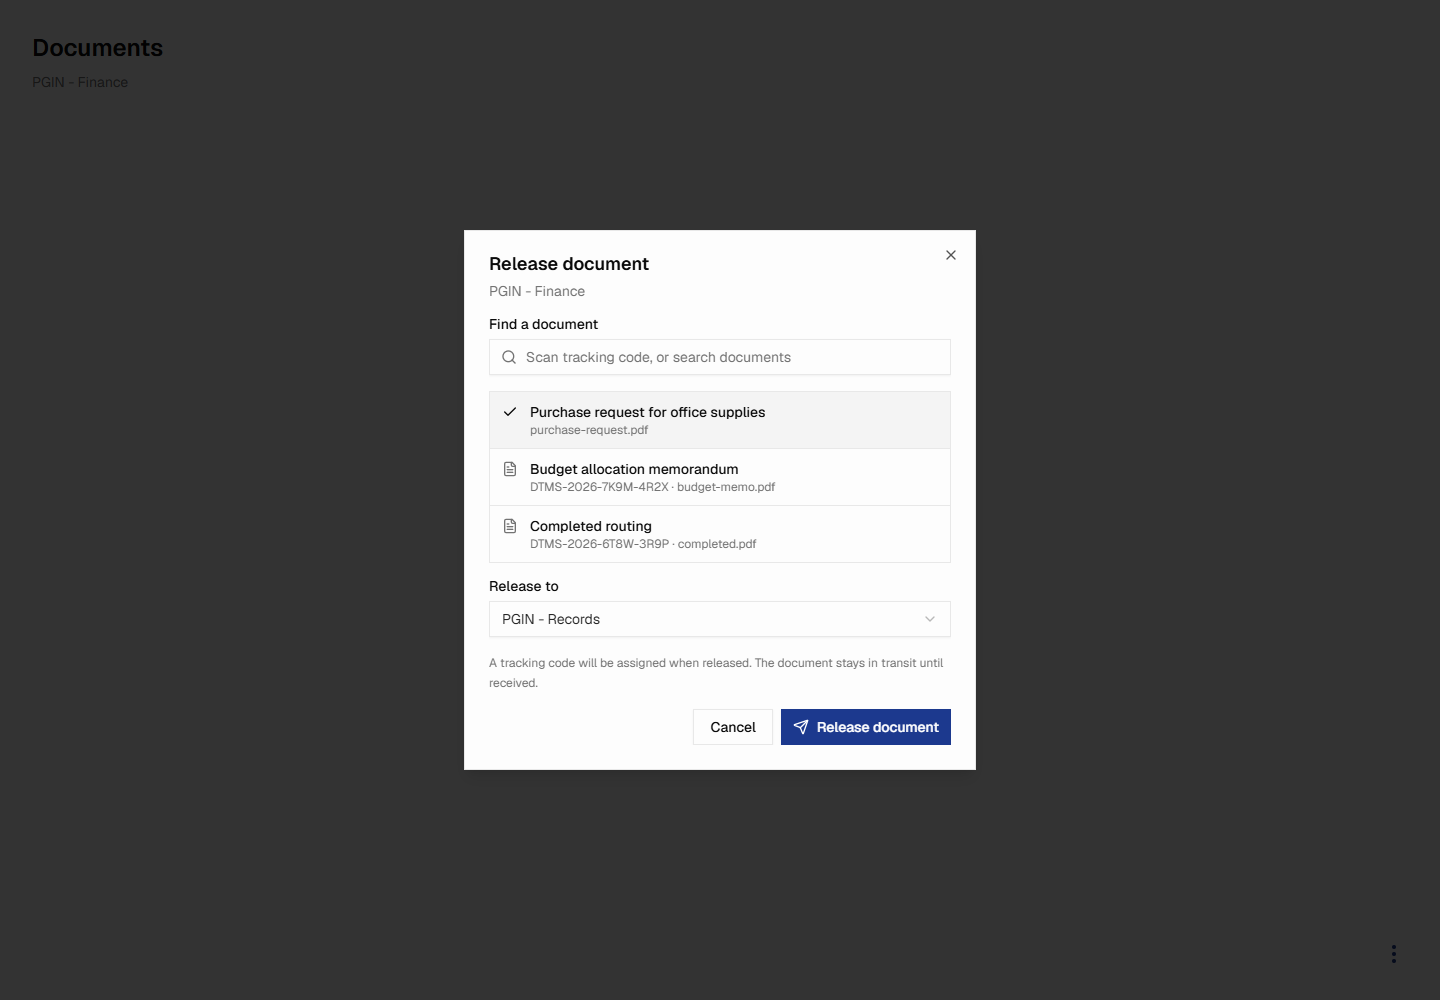 Documents
PGIN - Finance
Release document
PGIN - Finance
Find a document
Scan tracking code, or search documents
Purchase request for office supplies
purchase-request.pdf
Budget allocation memorandum
DTMS-2026-7K9M-4R2X · budget-memo.pdf
Completed routing
DTMS-2026-6T8W-3R9P · completed.pdf
Release to
PGIN - Records
A tracking code will be assigned when released. The document stays in transit until
received.
Cancel
Release document